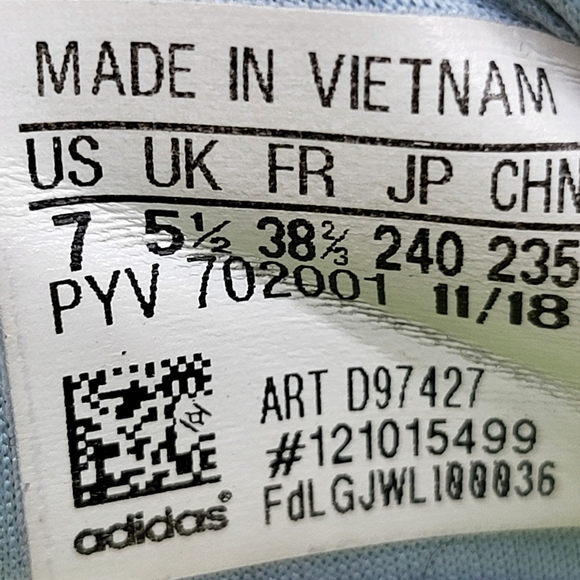 MADE IN VIETNAM
US UK FR JP CHN
7 5½ 38⅔ 240 235
PYV 702001 11/18
ART D97427
#121015499
FdLGJWL100036
adidas®